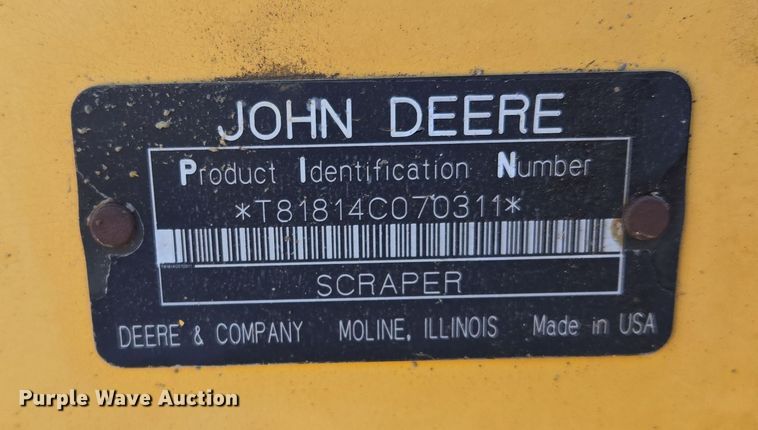 JOHN DEERE
Product Identification Number
*T81814C070311*
SCRAPER
DEERE & COMPANY MOLINE, ILLINOIS Made in USA
Purple Wave Auction